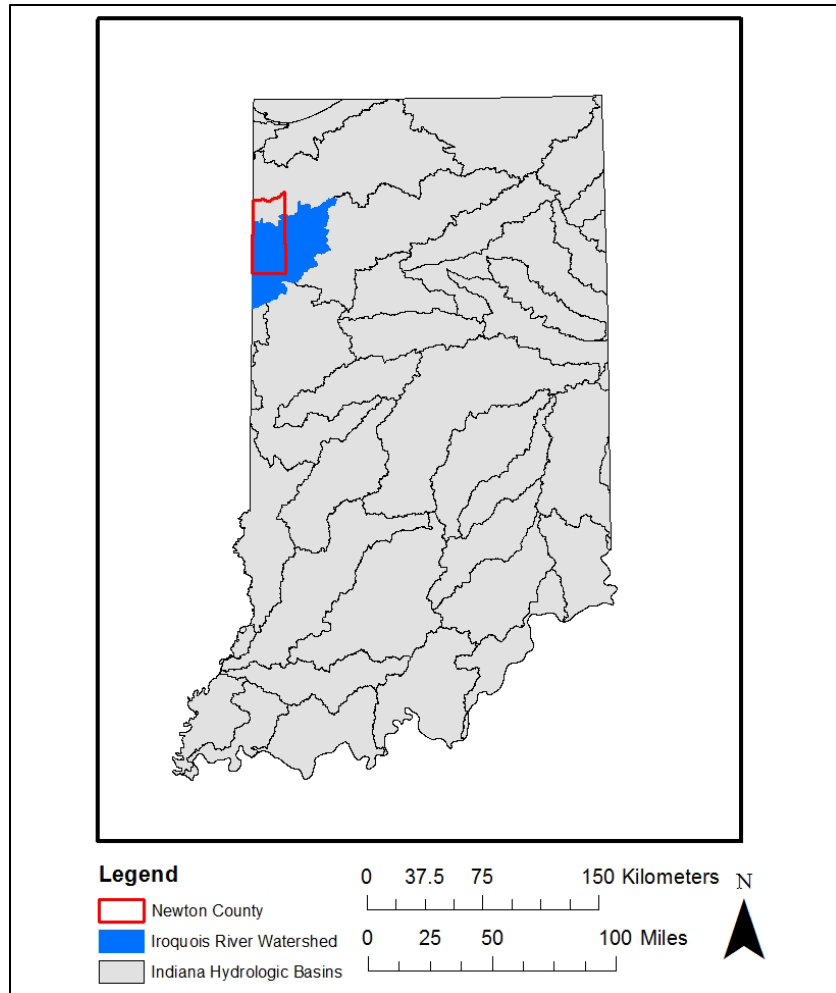 Legend
Newton County
Iroquois River Watershed
Indiana Hydrologic Basins
0 37.5 75 150 Kilometers
0 25 50 100 Miles
N